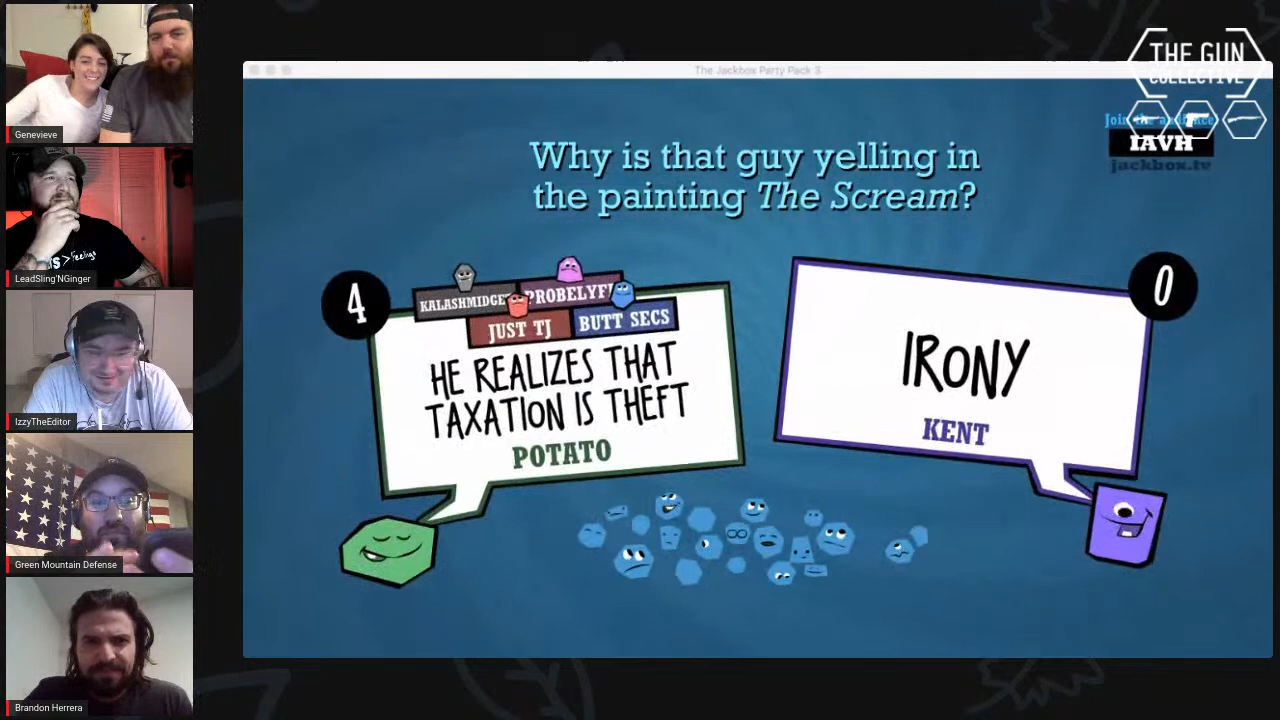 The Jackbox Party Pack 3
THE GUN
COLLECTIVE
IAVH
jackbox.tv
Why is that guy yelling in
the painting The Scream?
4
PROBELYF
JUST TJ
BUTT SECS
HE REALIZES THAT
TAXATION IS THEFT
POTATO
0
IRONY
KENT
Genevieve
> Feelings
LeadSling'NGinger
IzzyTheEditor
Green Mountain Defense
Brandon Herrera